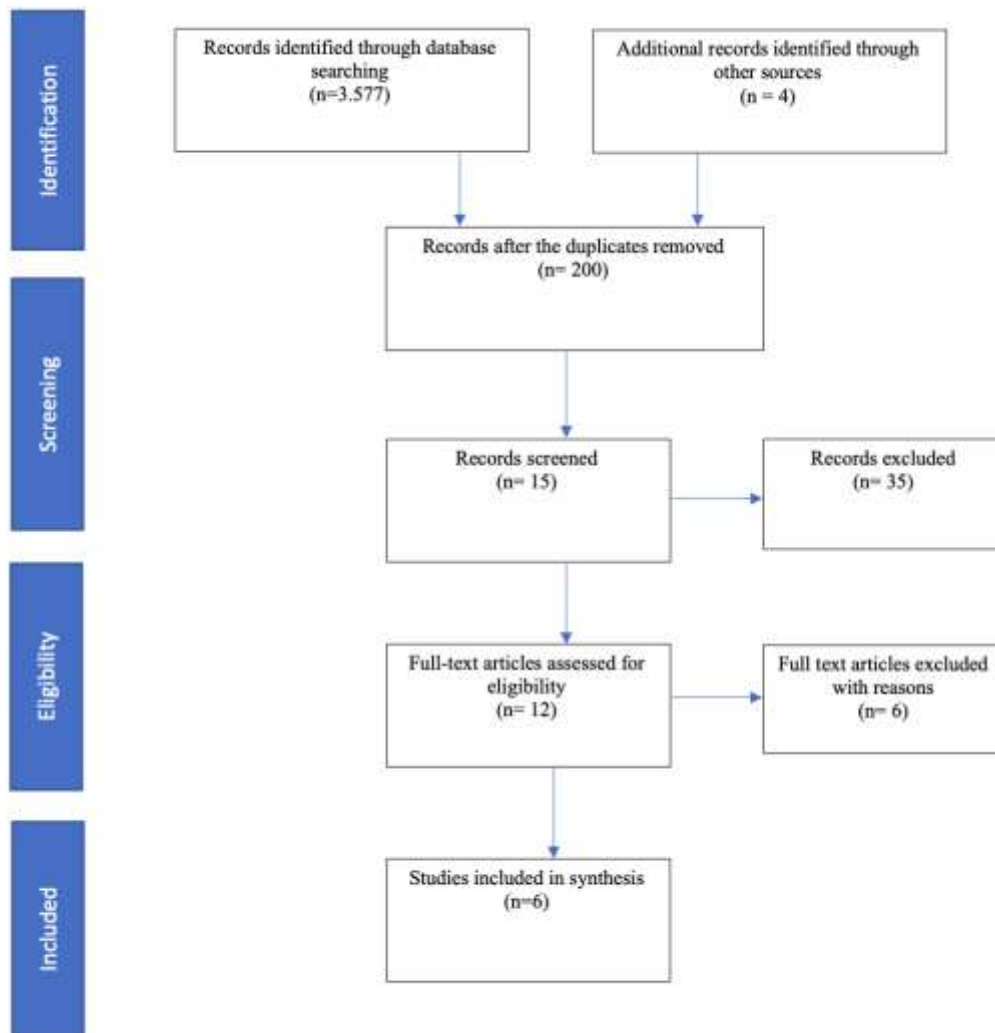 Identification
Records identified through database
searching
(n=3.577)
Additional records identified through
other sources
(n = 4)
Records after the duplicates removed
(n= 200)
Screening
Records screened
(n= 15)
Records excluded
(n= 35)
Eligibility
Full-text articles assessed for
eligibility
(n= 12)
Full text articles excluded
with reasons
(n= 6)
Included
Studies included in synthesis
(n=6)